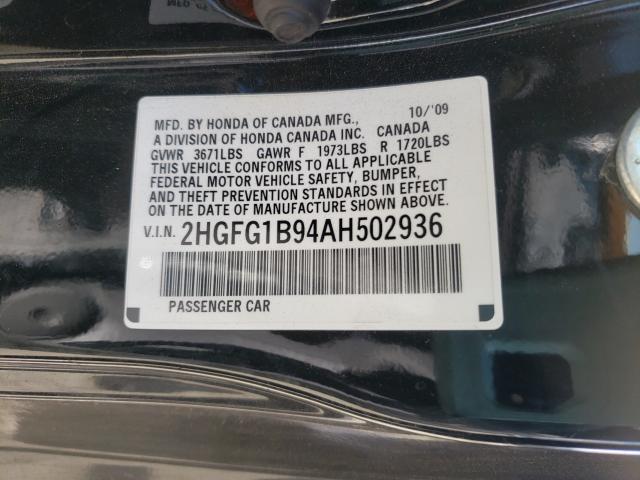 MFD. BY HONDA OF CANADA MFG., 10/'09
A DIVISION OF HONDA CANADA INC. CANADA
GVWR 3671LBS GAWR F 1973LBS R 1720LBS
THIS VEHICLE CONFORMS TO ALL APPLICABLE
FEDERAL MOTOR VEHICLE SAFETY, BUMPER,
AND THEFT PREVENTION STANDARDS IN EFFECT
ON THE DATE OF MANUFACTURE SHOWN ABOVE.
V.I.N. 2HGFG1B94AH502936
PASSENGER CAR